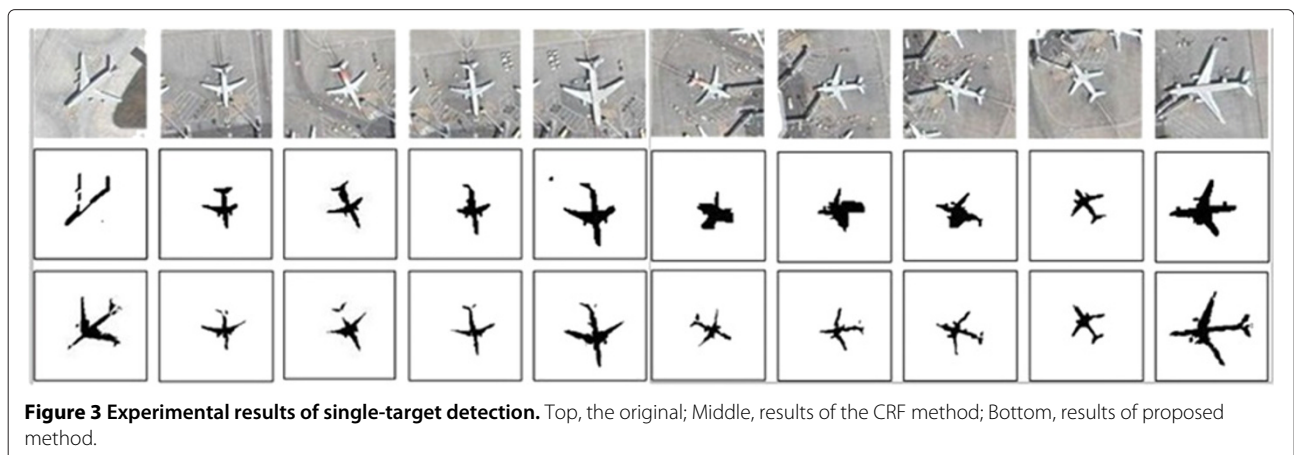 Figure 3 Experimental results of single-target detection. Top, the original; Middle, results of the CRF method; Bottom, results of proposed
method.